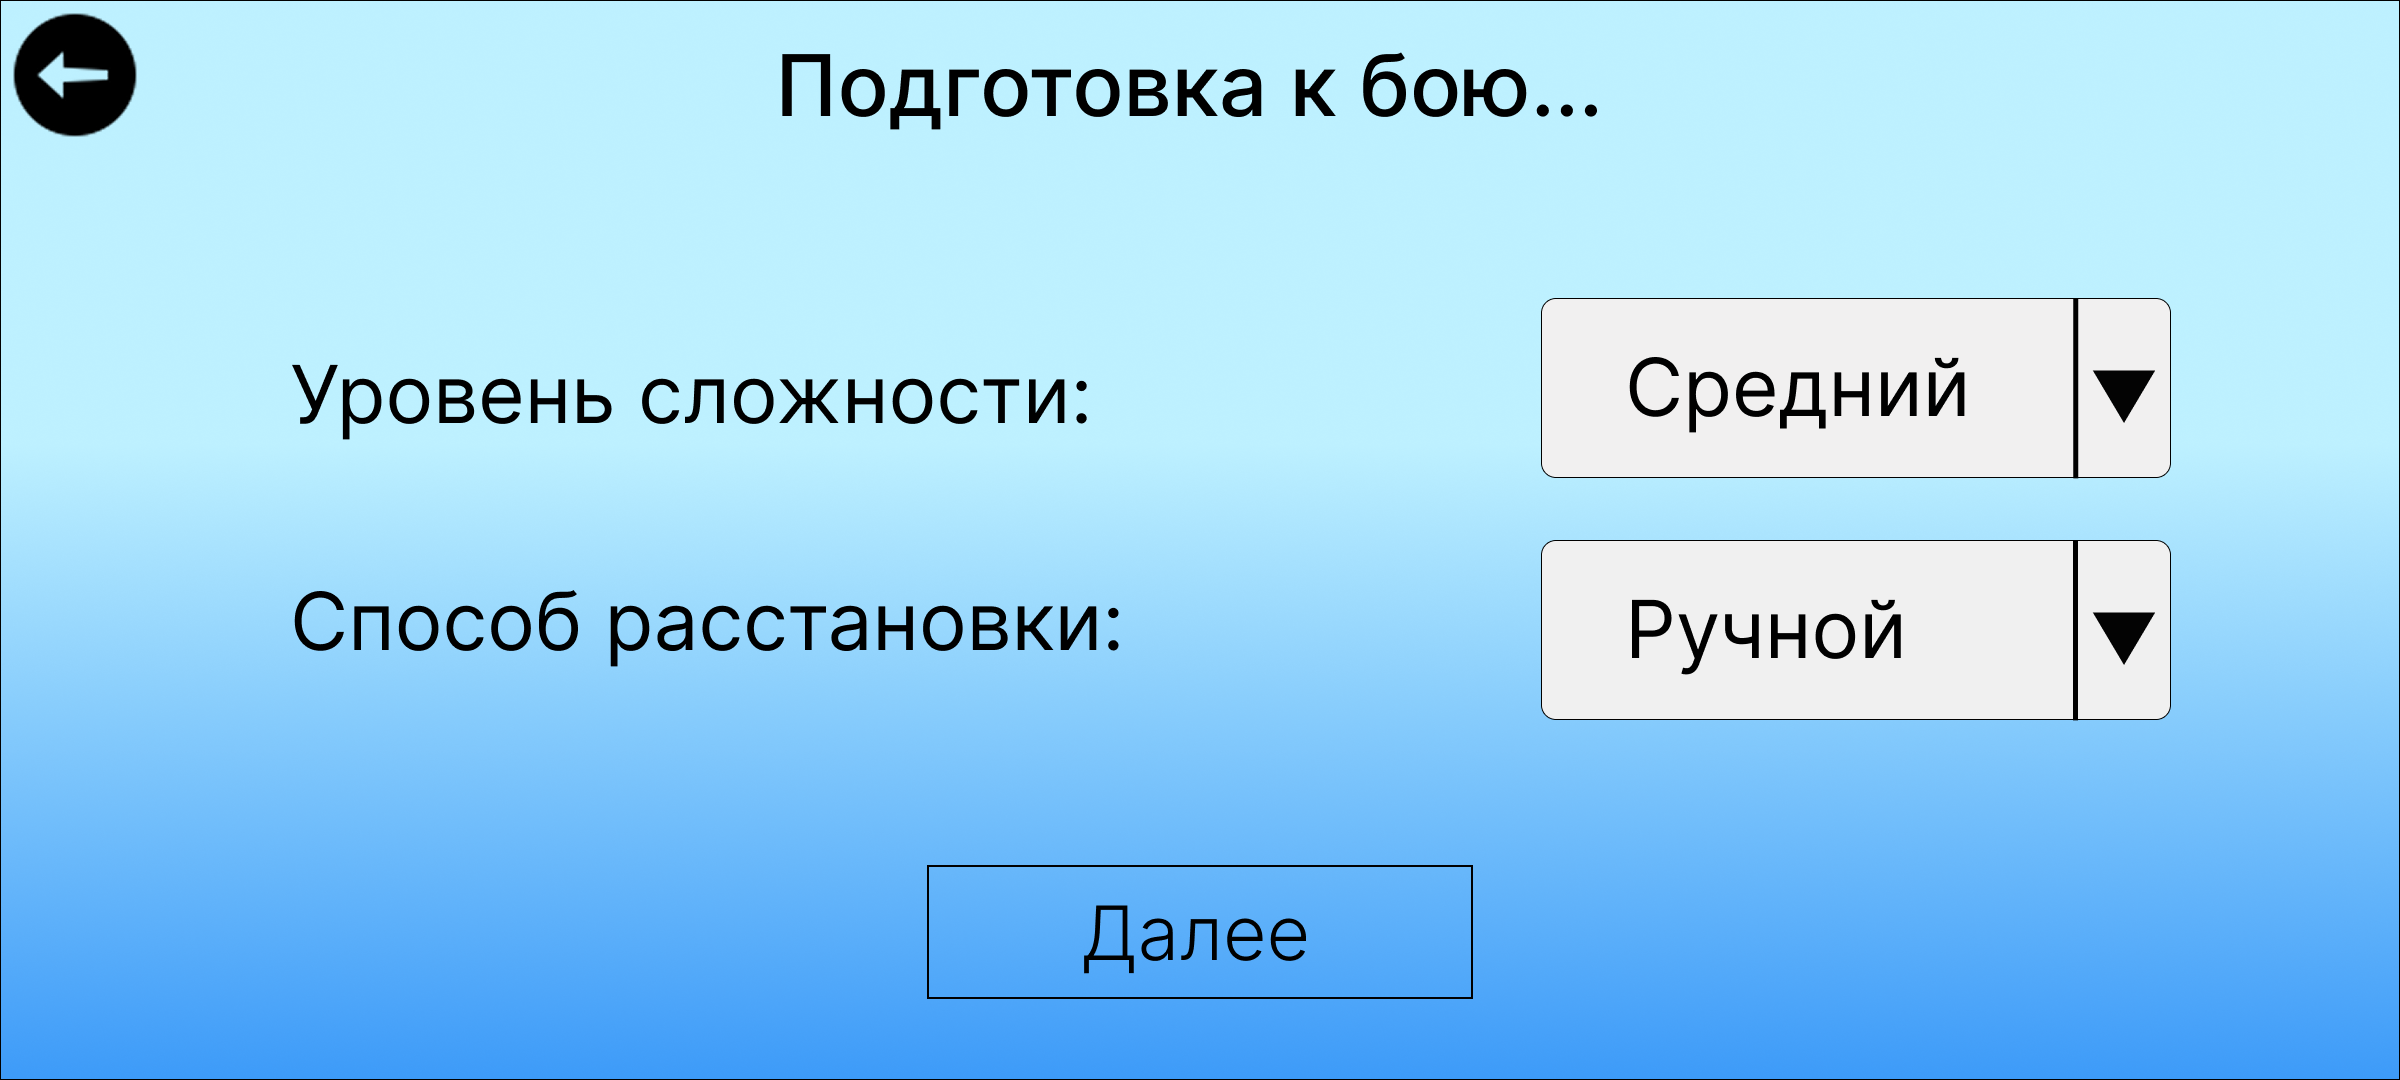 Подготовка к бою...
Уровень сложности:
Средний
Способ расстановки:
Ручной
Далее